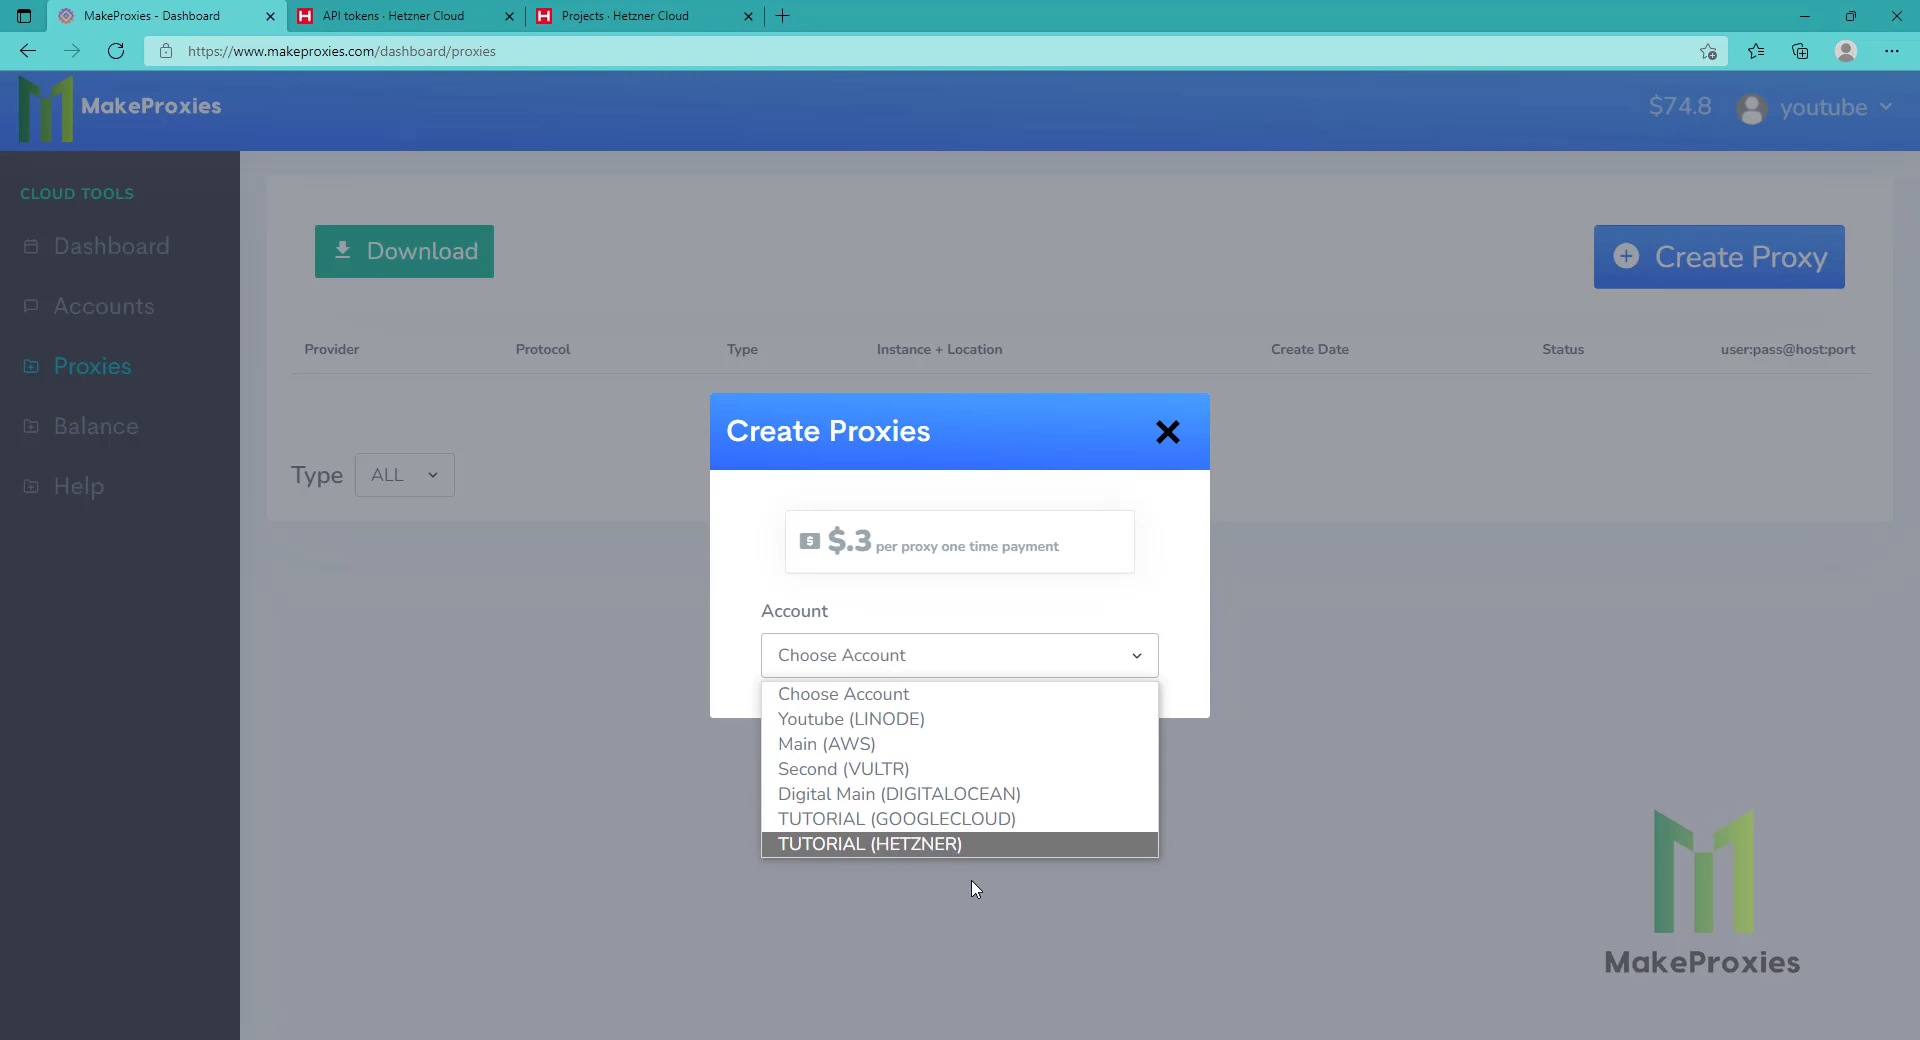 MakeProxies - Dashboard
API tokens · Hetzner Cloud
Projects · Hetzner Cloud
https://www.makeproxies.com/dashboard/proxies
MakeProxies
$74.8
youtube
CLOUD TOOLS
Dashboard
Accounts
Proxies
Balance
Help
Download
Create Proxy
Provider Protocol Type Instance + Location Create Date Status user:pass@host:port
Type ALL
Create Proxies
$.3 per proxy one time payment
Account
Choose Account
Choose Account
Youtube (LINODE)
Main (AWS)
Second (VULTR)
Digital Main (DIGITALOCEAN)
TUTORIAL (GOOGLECLOUD)
TUTORIAL (HETZNER)
MakeProxies